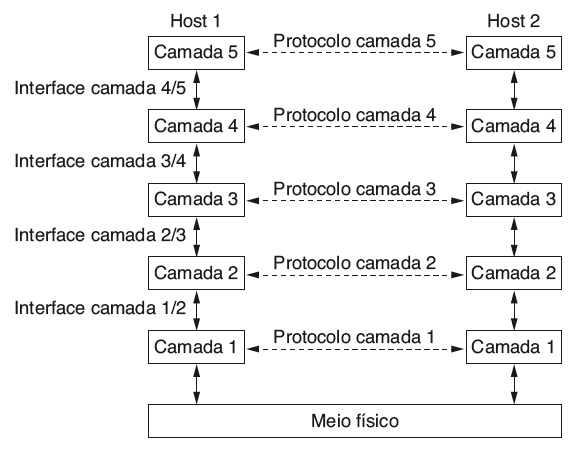 Host 1
Host 2
Camada 5
Protocolo camada 5
Camada 5
Interface camada 4/5
Camada 4
Protocolo camada 4
Camada 4
Interface camada 3/4
Camada 3
Protocolo camada 3
Camada 3
Interface camada 2/3
Camada 2
Protocolo camada 2
Camada 2
Interface camada 1/2
Camada 1
Protocolo camada 1
Camada 1
Meio físico